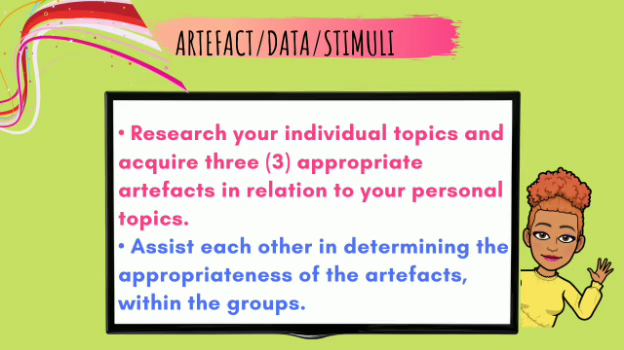 ARTEFACT/DATA/STIMULI
• Research your individual topics and
acquire three (3) appropriate
artefacts in relation to your personal
topics.
• Assist each other in determining the
appropriateness of the artefacts,
within the groups.